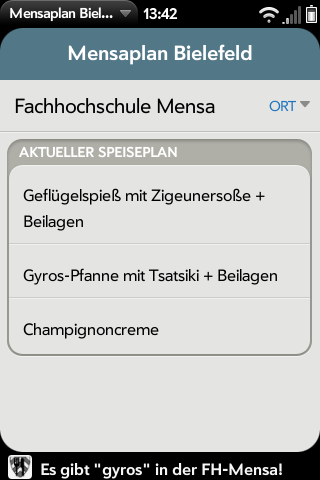 Mensaplan Biel... 13:42
Mensaplan Bielefeld
Fachhochschule Mensa ORT
AKTUELLER SPEISEPLAN
Geflügelspieß mit Zigeunersoße +
Beilagen
Gyros-Pfanne mit Tsatsiki + Beilagen
Champignoncreme
Es gibt "gyros" in der FH-Mensa!